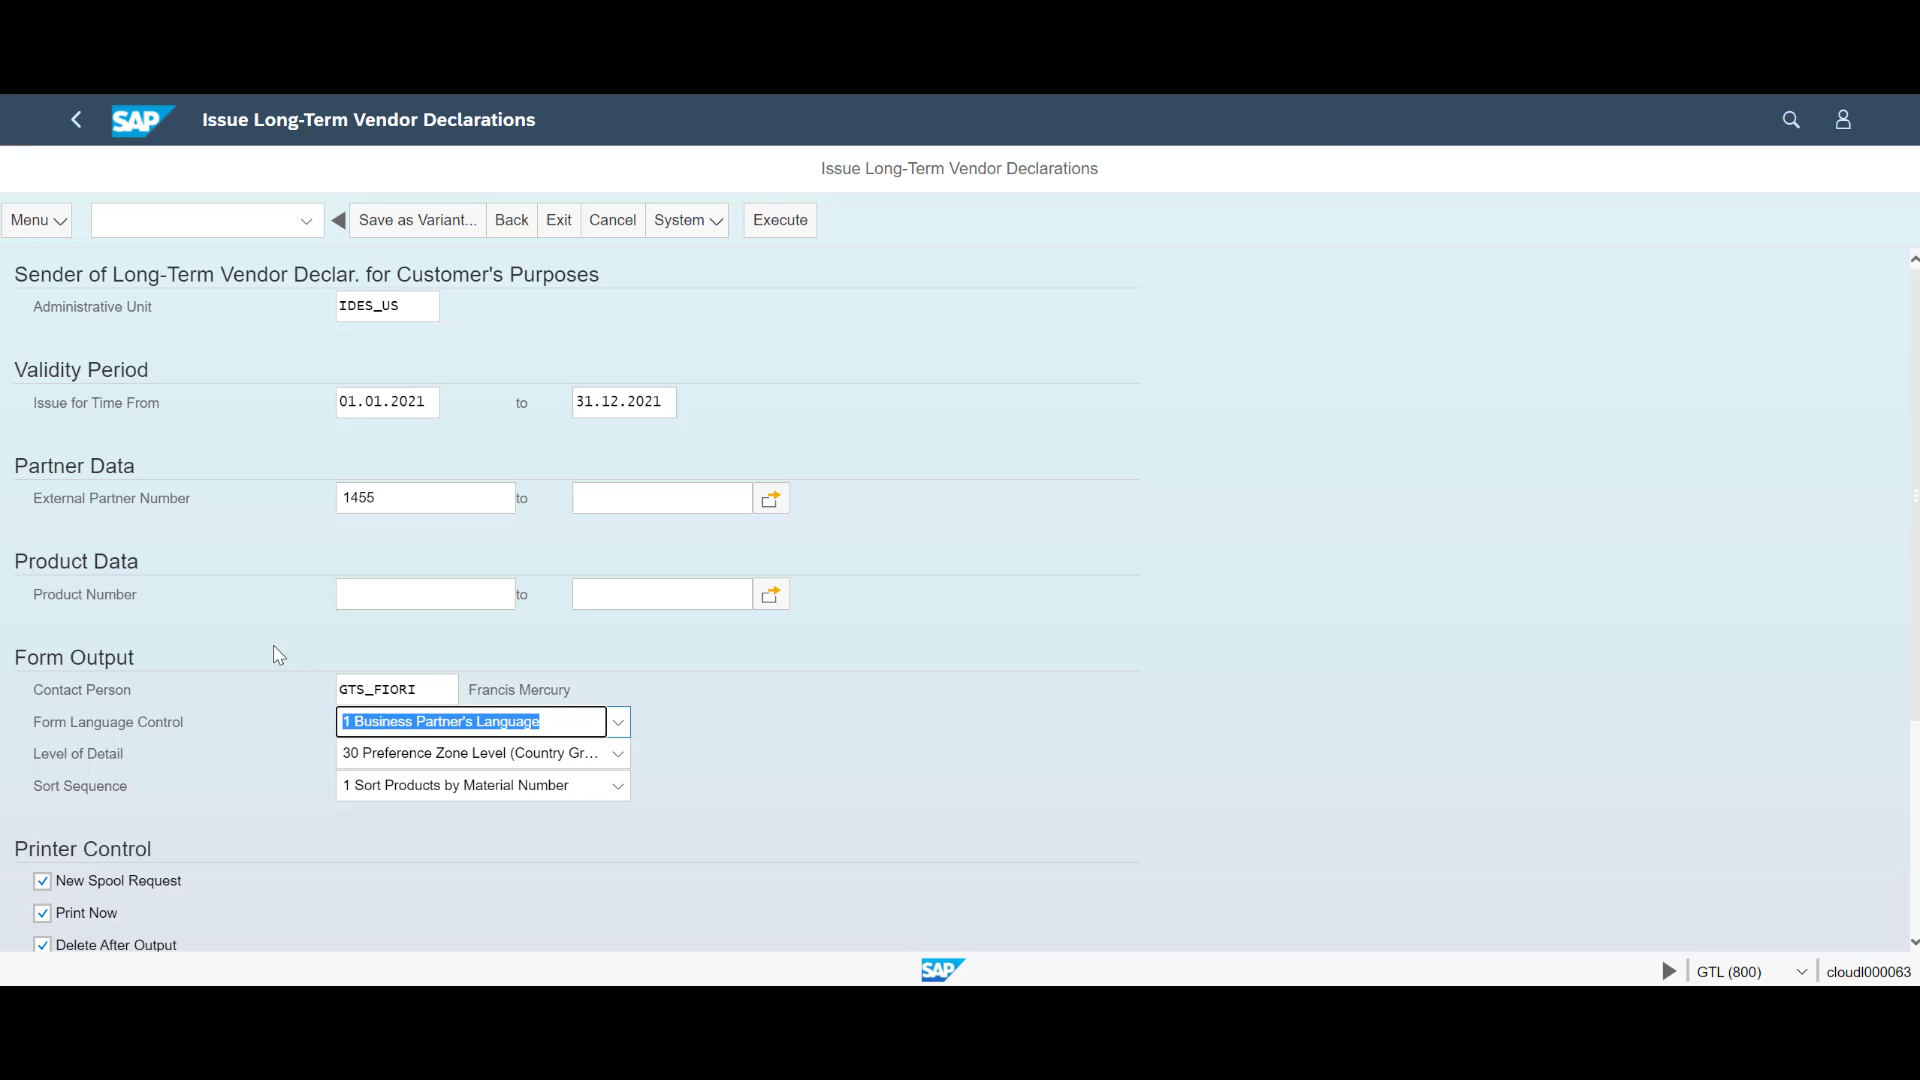 SAP Issue Long-Term Vendor Declarations
Issue Long-Term Vendor Declarations
Menu Save as Variant... Back Exit Cancel System Execute
Sender of Long-Term Vendor Declar. for Customer's Purposes
Administrative Unit IDES_US
Validity Period
Issue for Time From 01.01.2021 to 31.12.2021
Partner Data
External Partner Number 1455 to
Product Data
Product Number to
Form Output
Contact Person GTS_FIORI Francis Mercury
Form Language Control 1 Business Partner's Language
Level of Detail 30 Preference Zone Level (Country Gr...
Sort Sequence 1 Sort Products by Material Number
Printer Control
New Spool Request
Print Now
Delete After Output
SAP GTL (800) cloudl000063